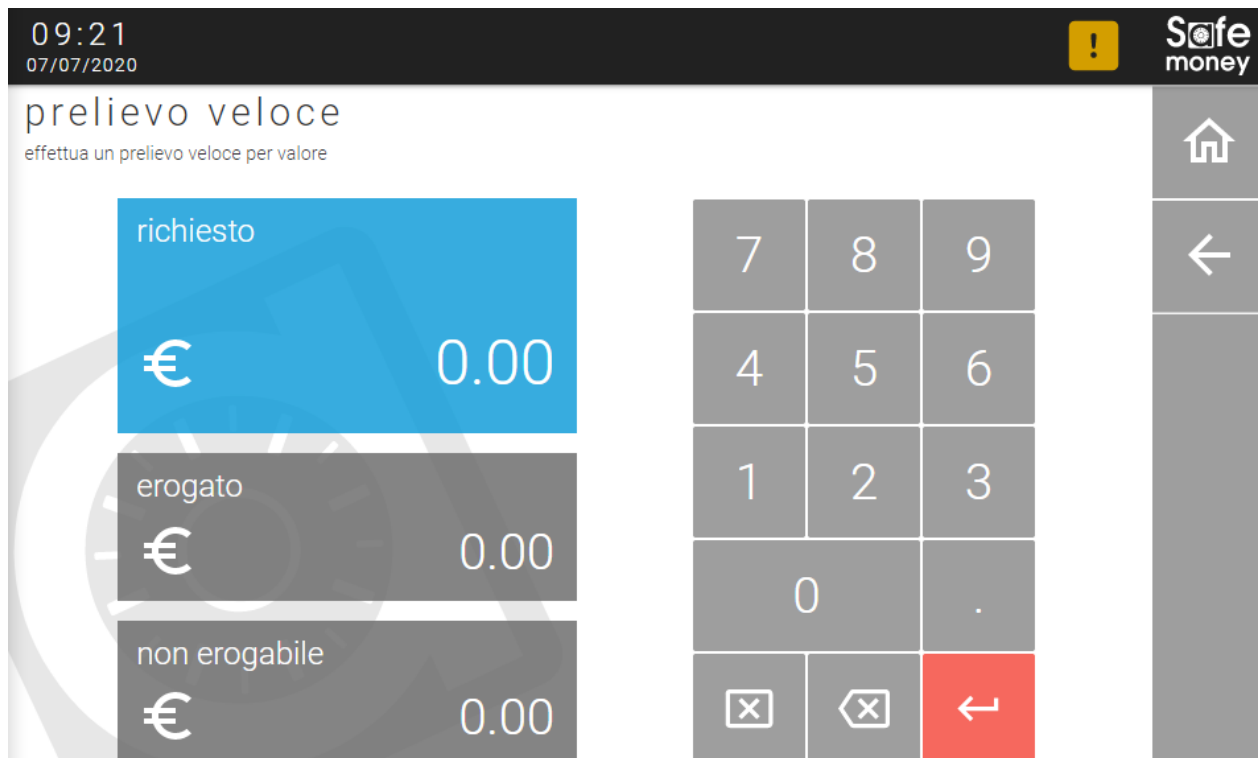 09:21
07/07/2020
!
Safe
money
prelievo veloce
effettua un prelievo veloce per valore
richiesto
€ 0.00
erogato
€ 0.00
non erogabile
€ 0.00
7 8 9
4 5 6
1 2 3
0 .